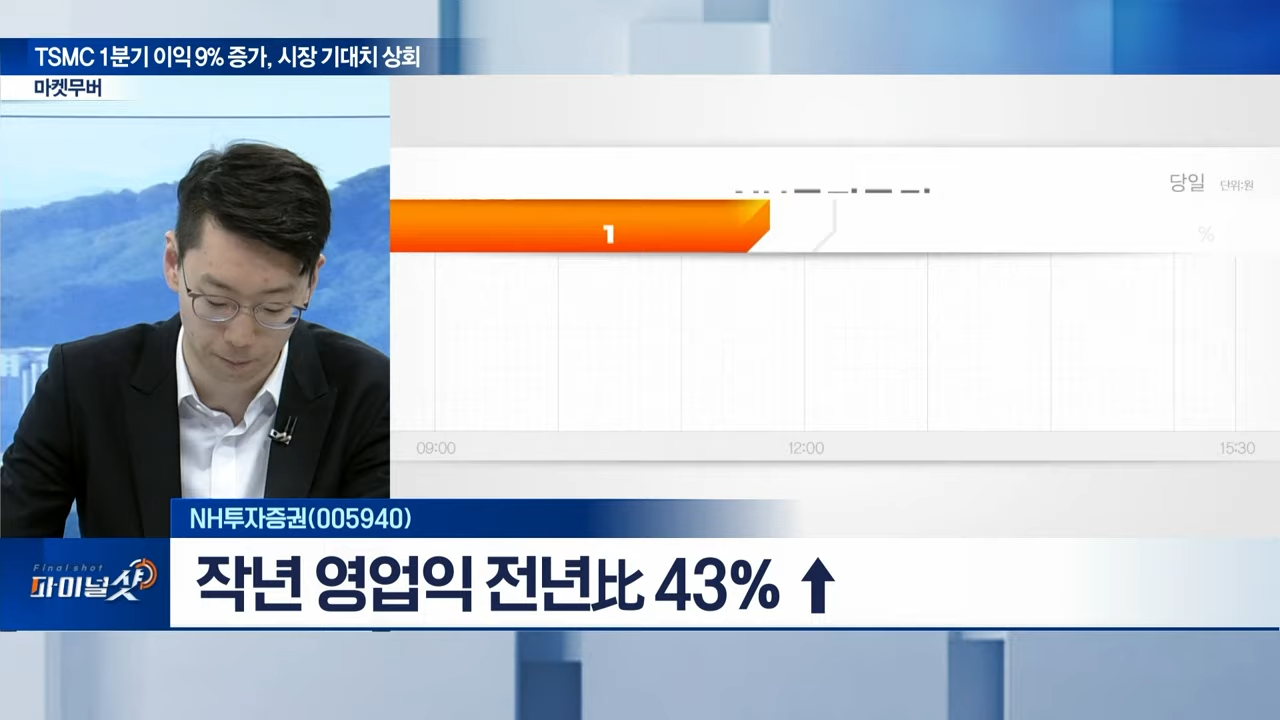 TSMC 1분기 이익 9% 증가, 시장 기대치 상회
마켓무버
당일 단위:원
1
%
09:00 12:00 15:30
NH투자증권(005940)
Final shot
파이널샷
작년 영업익 전년比 43% ↑